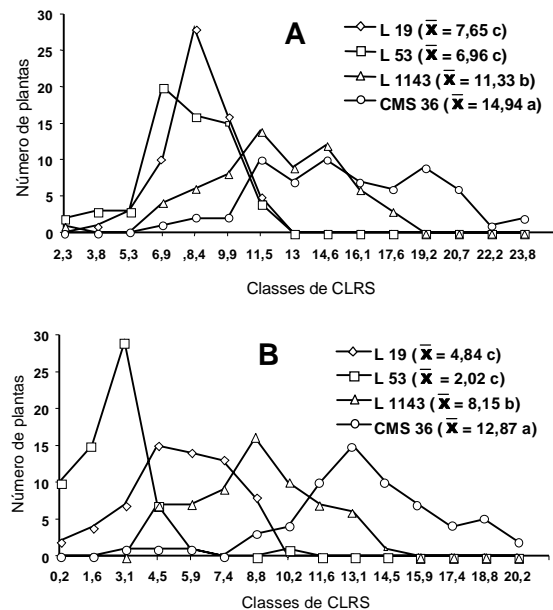 A
L 19 (x̄ = 7,65 c)
L 53 (x̄ = 6,96 c)
L 1143 (x̄ = 11,33 b)
CMS 36 (x̄ = 14,94 a)
Número de plantas
30
25
20
15
10
5
0
2,3 3,8 5,3 6,9 ,8,4 9,9 11,5 13 14,6 16,1 17,6 19,2 20,7 22,2 23,8
Classes de CLRS
B
L 19 (x̄ = 4,84 c)
L 53 (x̄ = 2,02 c)
L 1143 (x̄ = 8,15 b)
CMS 36 (x̄ = 12,87 a)
Número de plantas
30
25
20
15
10
5
0
0,2 1,6 3,1 4,5 5,9 7,4 8,8 10,2 11,6 13,1 14,5 15,9 17,4 18,8 20,2
Classes de CLRS